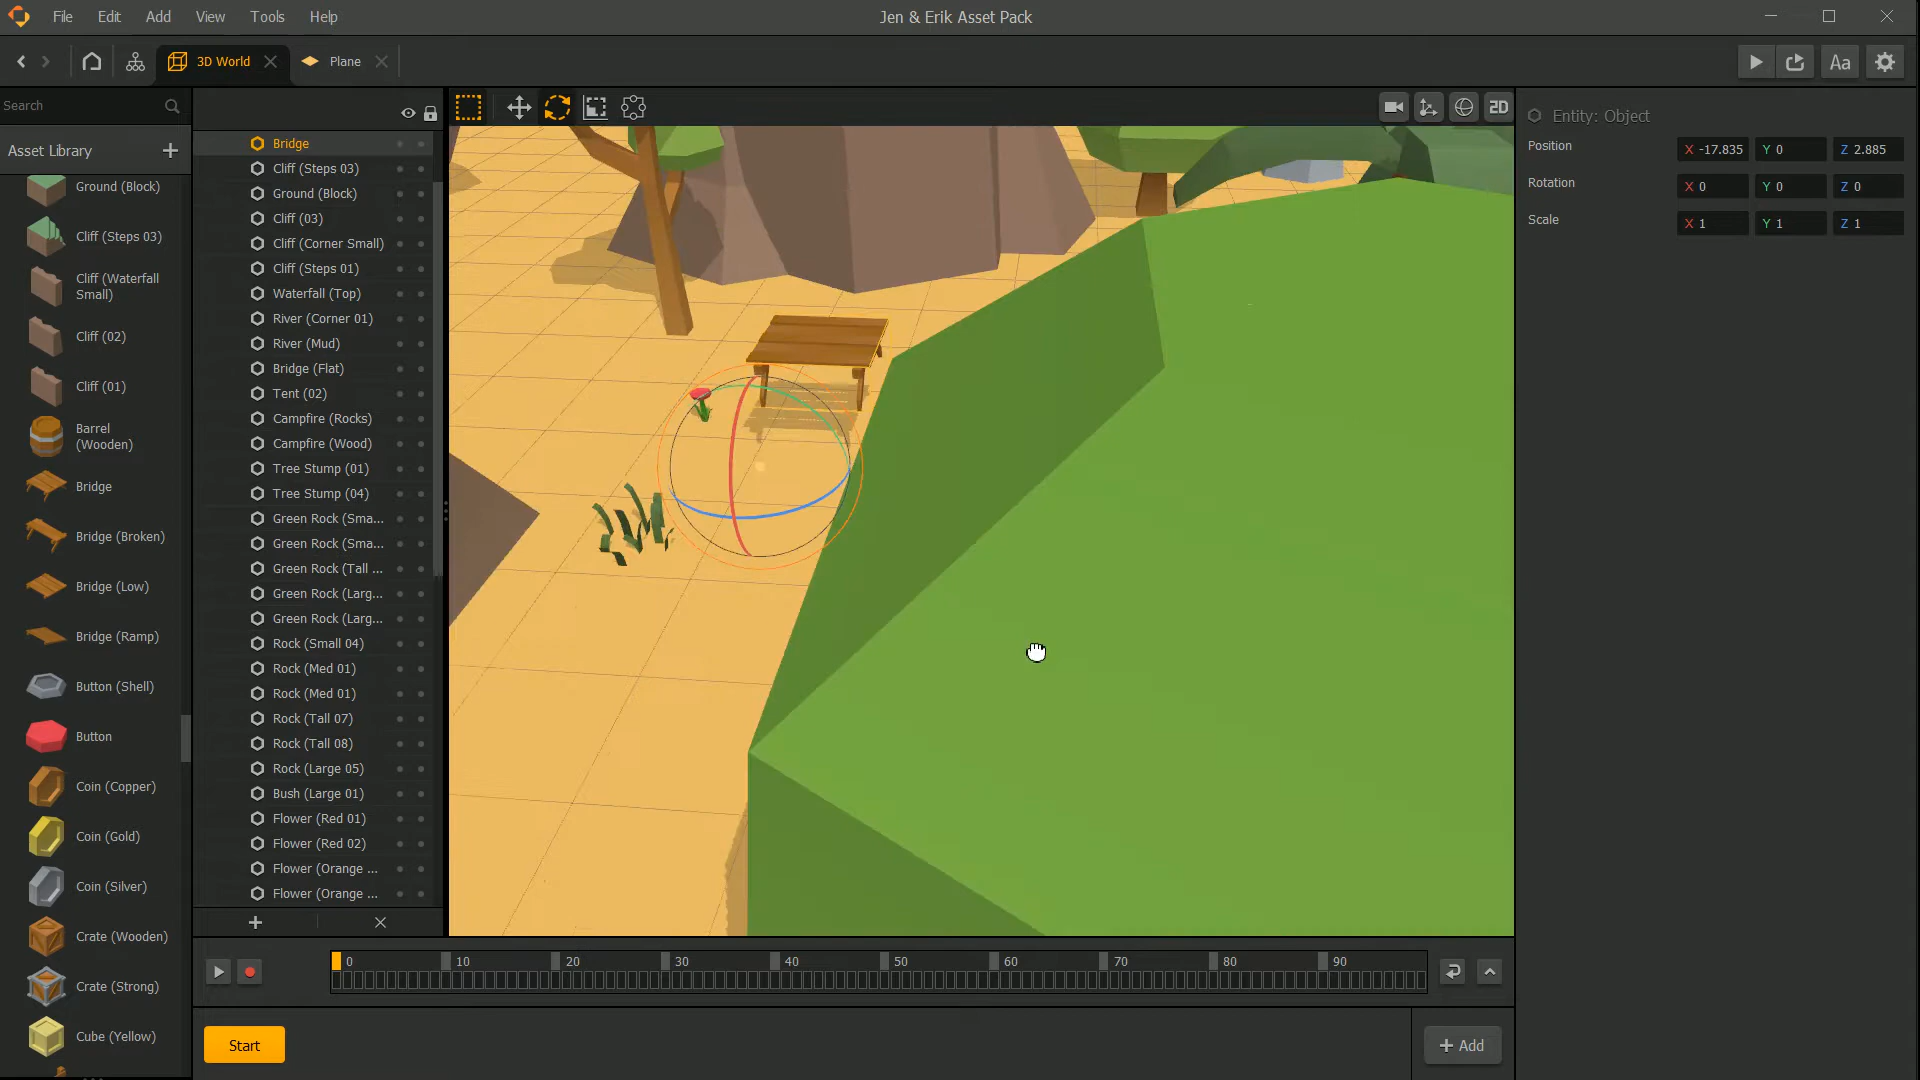 File Edit Add View Tools Help
Jen & Erik Asset Pack
3D World
Plane
Aa
Search
Asset Library
Ground (Block)
Cliff (Steps 03)
Cliff (Waterfall
Small)
Cliff (02)
Cliff (01)
Barrel
(Wooden)
Bridge
Bridge (Broken)
Bridge (Low)
Bridge (Ramp)
Button (Shell)
Button
Coin (Copper)
Coin (Gold)
Coin (Silver)
Crate (Wooden)
Crate (Strong)
Cube (Yellow)
Bridge
Cliff (Steps 03)
Ground (Block)
Cliff (03)
Cliff (Corner Small)
Cliff (Steps 01)
Waterfall (Top)
River (Corner 01)
River (Mud)
Bridge (Flat)
Tent (02)
Campfire (Rocks)
Campfire (Wood)
Tree Stump (01)
Tree Stump (04)
Green Rock (Sma...
Green Rock (Sma...
Green Rock (Tall ...
Green Rock (Larg...
Green Rock (Larg...
Rock (Small 04)
Rock (Med 01)
Rock (Med 01)
Rock (Tall 07)
Rock (Tall 08)
Rock (Large 05)
Bush (Large 01)
Flower (Red 01)
Flower (Red 02)
Flower (Orange ...
Flower (Orange ...
2D
Entity: Object
Position X -17.835 Y 0 Z 2.885
Rotation X 0 Y 0 Z 0
Scale X 1 Y 1 Z 1
0 10 20 30 40 50 60 70 80 90
Start
+ Add